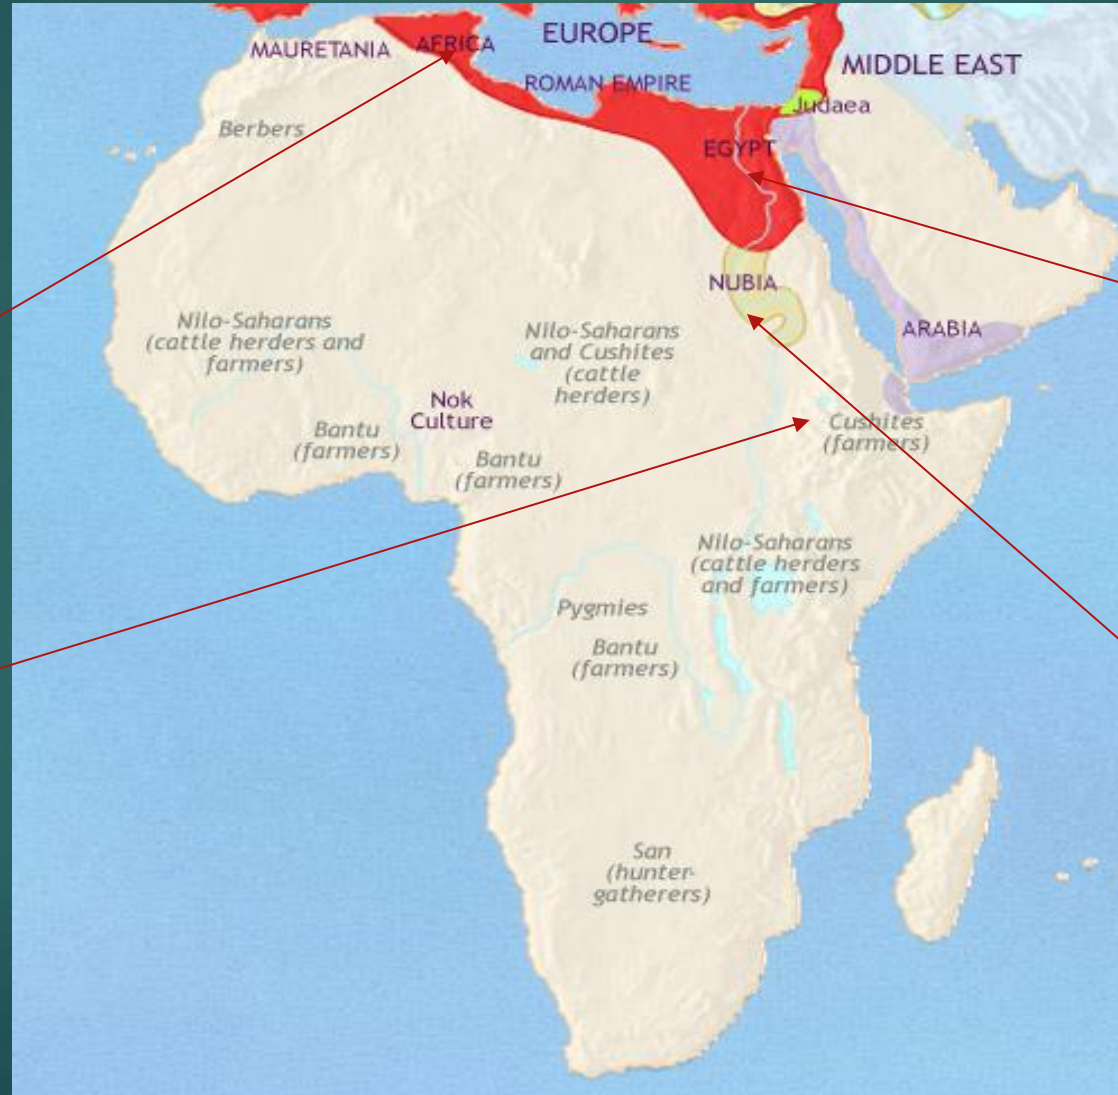 EUROPE
MAURETANIA
AFRICA
MIDDLE EAST
ROMAN EMPIRE
Judaea
Berbers
EGYPT
NUBIA
Nilo-Saharans
(cattle herders and
farmers)
Nilo-Saharans
and Cushites
(cattle
herders)
ARABIA
Nok
Culture
Bantu
(farmers)
Cushites
(farmers)
Bantu
(farmers)
Nilo-Saharans
(cattle herders
and farmers)
Pygmies
Bantu
(farmers)
San
(hunter-
gatherers)